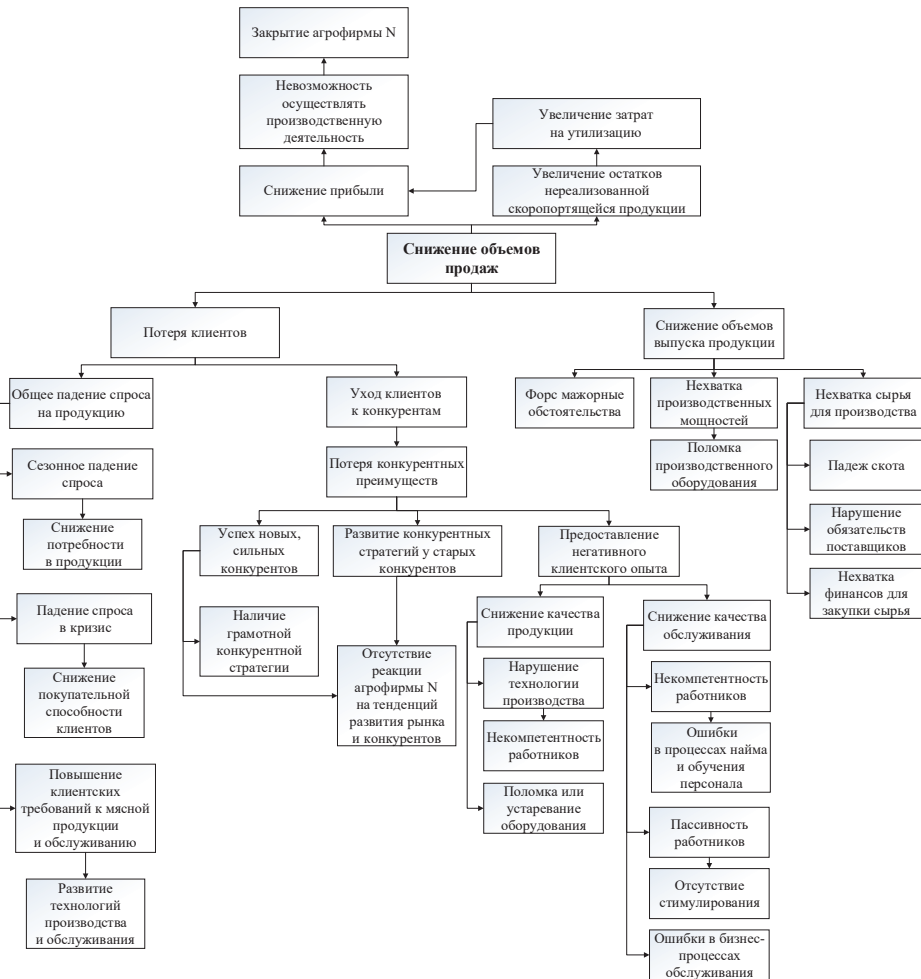 Закрытие агрофирмы N
Невозможность
осуществлять
производственную
деятельность
Увеличение затрат
на утилизацию
Снижение прибыли
Увеличение остатков
нереализованной
скоропортящейся продукции
Снижение объемов
продаж
Потеря клиентов
Снижение объемов
выпуска продукции
Общее падение спроса
на продукцию
Уход клиентов
к конкурентам
Форс мажорные
обстоятельства
Нехватка
производственных
мощностей
Нехватка сырья
для производства
Сезонное падение
спроса
Потеря конкурентных
преимуществ
Поломка
производственного
оборудования
Падеж скота
Снижение
потребности
в продукции
Успех новых,
сильных
конкурентов
Развитие конкурентных
стратегий у старых
конкурентов
Предоставление
негативного
клиентского опыта
Нарушение
обязательств
поставщиков
Нехватка
финансов для
закупки сырья
Падение спроса
в кризис
Наличие
грамотной
конкурентной
стратегии
Снижение качества
продукции
Снижение качества
обслуживания
Снижение
покупательной
способности
клиентов
Отсутствие
реакции
агрофирмы N
на тенденций
развития рынка
и конкурентов
Нарушение
технологии
производства
Некомпетентность
работников
Некомпетентность
работников
Ошибки
в процессах найма
и обучения
персонала
Повышение
клиентских
требований к мясной
продукции
и обслуживанию
Поломка или
устаревание
оборудования
Пассивность
работников
Развитие
технологий
производства
и обслуживания
Отсутствие
стимулирования
Ошибки в бизнес-
процессах
обслуживания